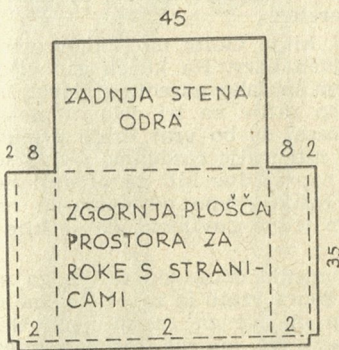 45
ZADNJA STENA
ODRA
2 8
8 2
ZGORNJA PLOŠČA
PROSTORA ZA
ROKE S STRANI-
CAMI
35
2 2 2